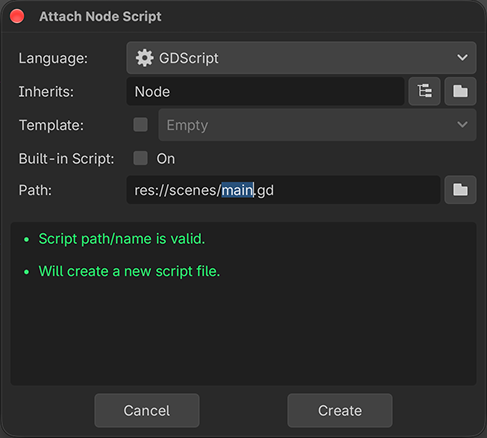 Attach Node Script
Language: GDScript
Inherits: Node
Template: Empty
Built-in Script: On
Path: res://scenes/main.gd
• Script path/name is valid.
• Will create a new script file.
Cancel Create